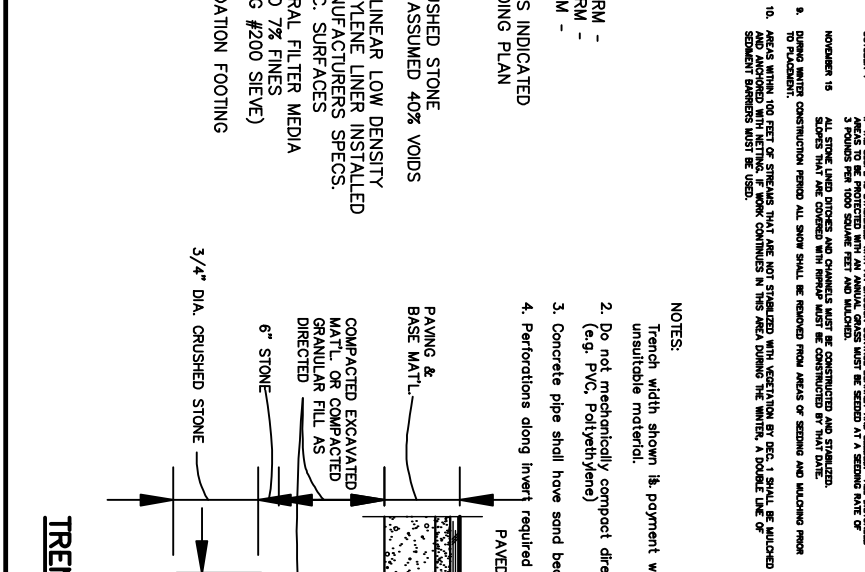 AREAS TO BE PROTECTED WITH AN ANNUAL GRASS MUST BE SEEDED AT A SEEDING RATE OF
3 POUNDS PER 1000 SQUARE FEET AND MULCHED.
NOVEMBER 15 ALL STONE LINED DITCHES AND CHANNELS MUST BE CONSTRUCTED AND STABILIZED.
SLOPES THAT ARE COVERED WITH RIPRAP MUST BE CONSTRUCTED BY THAT DATE.
9. DURING WINTER CONSTRUCTION PERIOD ALL SNOW SHALL BE REMOVED FROM AREAS OF SEEDING AND MULCHING PRIOR
TO PLACEMENT.
10. AREAS WITHIN 100 FEET OF STREAMS THAT ARE NOT STABILIZED WITH VEGETATION BY DEC. 1 SHALL BE MULCHED
AND ANCHORED WITH NETTING. IF WORK CONTINUES IN THIS AREA DURING THE WINTER, A DOUBLE LINE OF
SEDIMENT BARRIERS MUST BE USED.
RM -
RM -
M -
S INDICATED
DING PLAN
USHED STONE
ASSUMED 40% VOIDS
LINEAR LOW DENSITY
YLENE LINER INSTALLED
NUFACTURERS SPECS.
C. SURFACES
RAL FILTER MEDIA
O 7% FINES
G #200 SIEVE)
DATION FOOTING
NOTES:
Trench width shown is payment w
unsuitable material.
2. Do not mechanically compact dire
(e.g. PVC, Poltyethylene)
3. Concrete pipe shall have sand bed
4. Perforations along invert required
PAVED
PAVING &
BASE MAT'L.
COMPACTED EXCAVATED
MAT'L. OR COMPACTED
GRANULAR FILL AS
DIRECTED
6" STONE
3/4" DIA. CRUSHED STONE
TREN